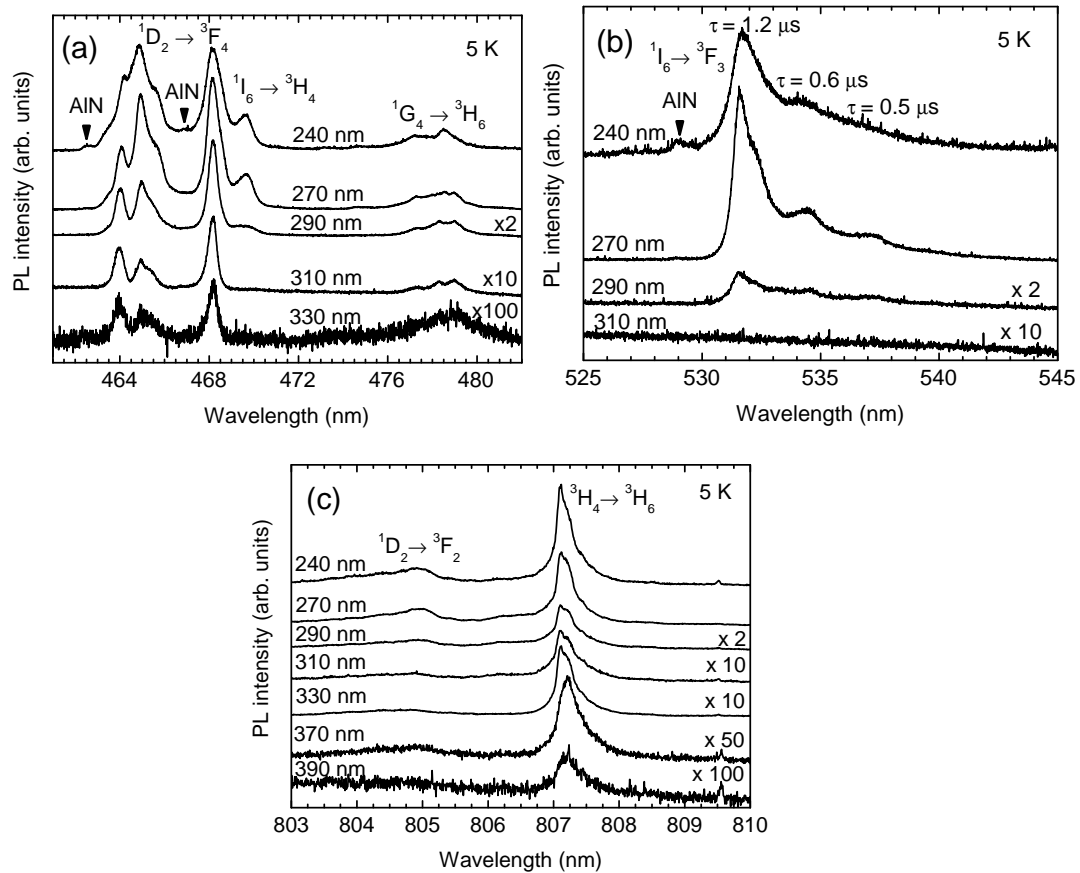 (a)
¹D₂ → ³F₄
5 K
AlN
AlN
¹I₆ → ³H₄
¹G₄ → ³H₆
240 nm
270 nm
290 nm
x2
310 nm
x10
330 nm
x100
464 468 472 476 480
Wavelength (nm)
PL intensity (arb. units)
(b)
τ = 1.2 μs
5 K
¹I₆→ ³F₃
τ = 0.6 μs
AlN
τ = 0.5 μs
240 nm
270 nm
290 nm
x 2
310 nm
x 10
525 530 535 540 545
Wavelength (nm)
PL intensity (arb. units)
(c)
³H₄→ ³H₆
5 K
¹D₂→ ³F₂
240 nm
270 nm
290 nm
x 2
310 nm
x 10
330 nm
x 10
370 nm
x 50
390 nm
x 100
803 804 805 806 807 808 809 810
Wavelength (nm)
PL intensity (arb. units)